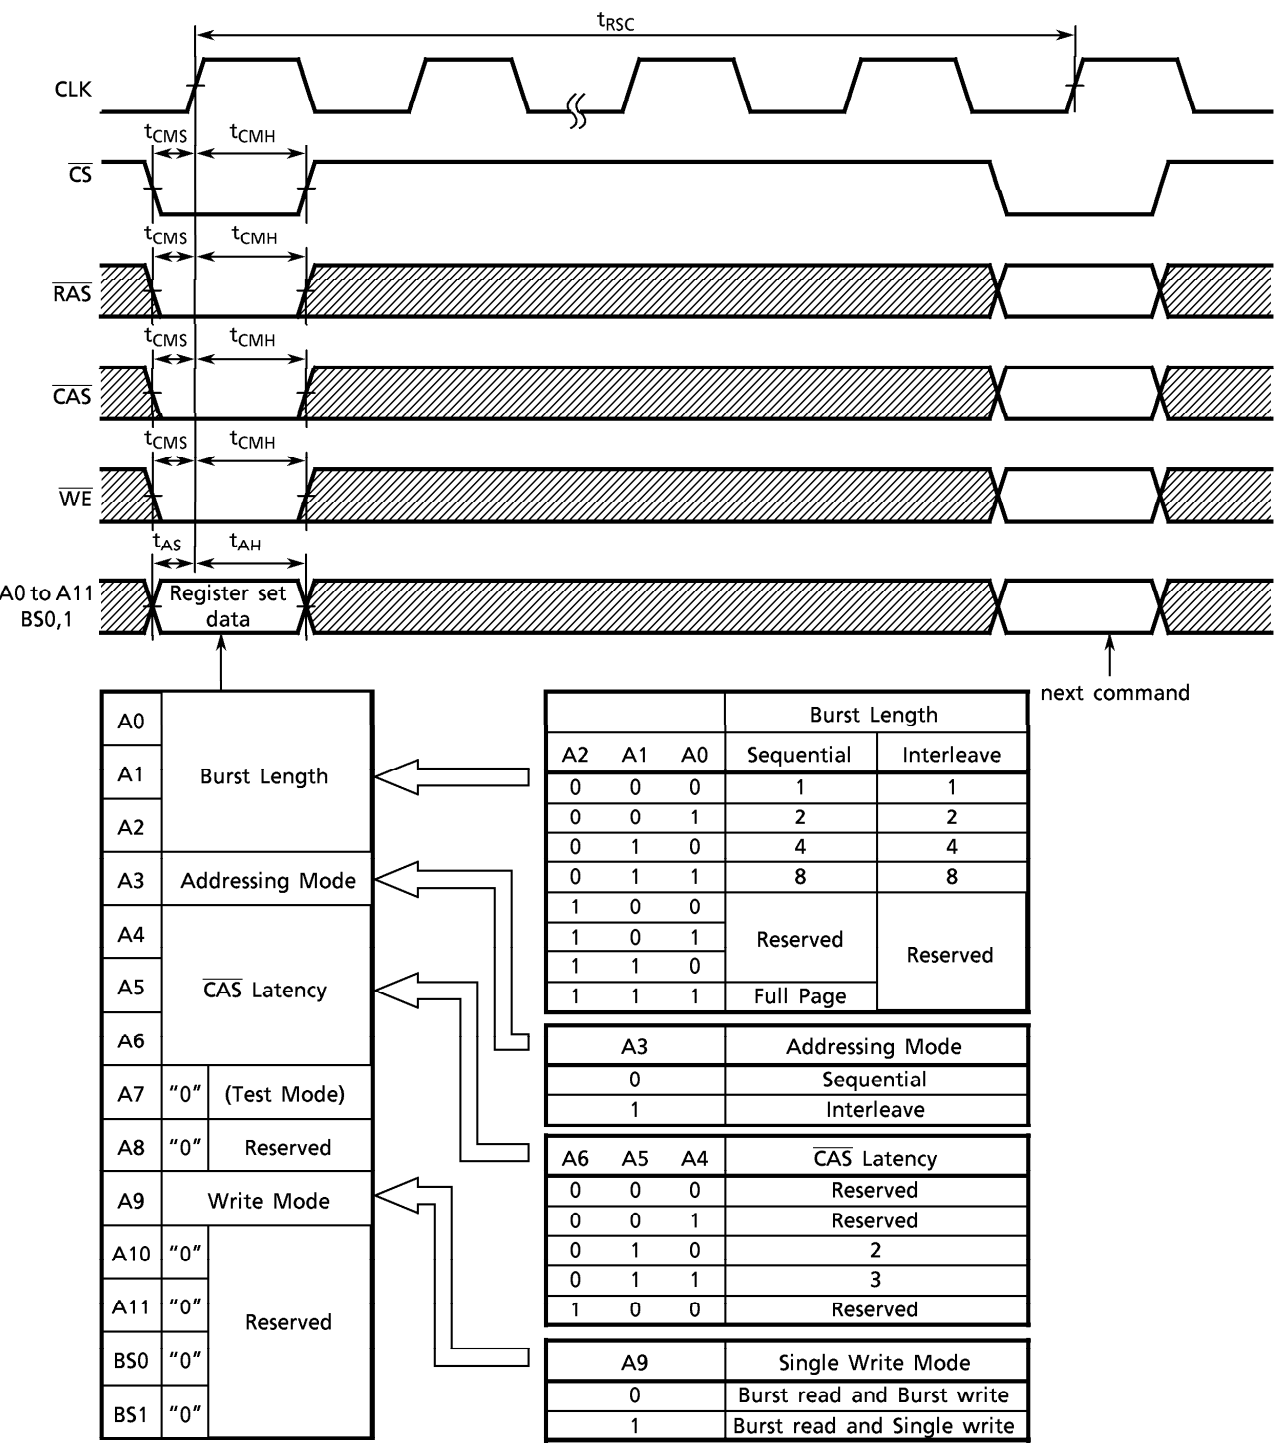 tRSC
CLK
tCMS tCMH
CS
tCMS tCMH
RAS
tCMS tCMH
CAS
tCMS tCMH
WE
tAS tAH
A0 to A11
BS0,1
Register set
data
next command
A0
A1 Burst Length
A2
A3 Addressing Mode
A4
A5 CAS Latency
A6
A7 “0” (Test Mode)
A8 “0” Reserved
A9 Write Mode
A10 “0”
A11 “0”
Reserved
BS0 “0”
BS1 “0”
Burst Length
A2 A1 A0 Sequential Interleave
0 0 0 1 1
0 0 1 2 2
0 1 0 4 4
0 1 1 8 8
1 0 0
1 0 1 Reserved
Reserved
1 1 0
1 1 1 Full Page
A3 Addressing Mode
0 Sequential
1 Interleave
A6 A5 A4 CAS Latency
0 0 0 Reserved
0 0 1 Reserved
0 1 0 2
0 1 1 3
1 0 0 Reserved
A9 Single Write Mode
0 Burst read and Burst write
1 Burst read and Single write